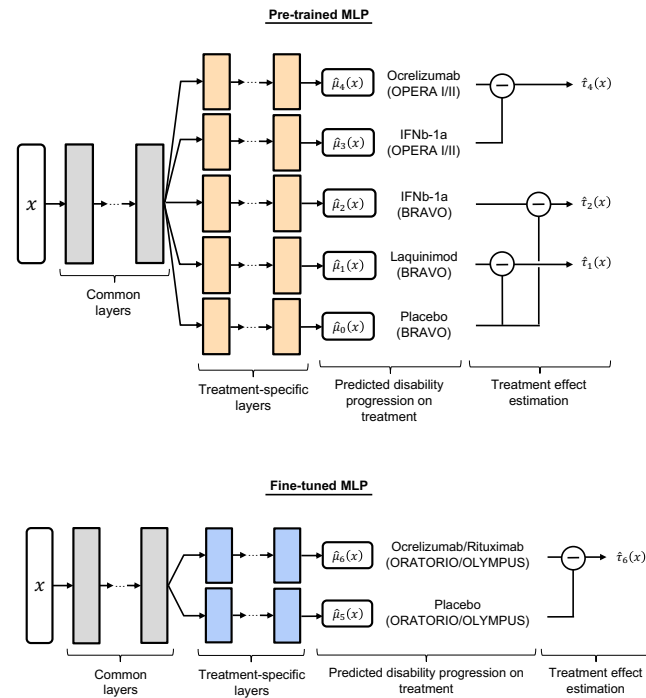 Pre-trained MLP
x
Common
layers
μ̂₄(x)
Ocrelizumab
(OPERA I/II)
−
τ̂₄(x)
μ̂₃(x)
IFNb-1a
(OPERA I/II)
μ̂₂(x)
IFNb-1a
(BRAVO)
−
τ̂₂(x)
μ̂₁(x)
Laquinimod
(BRAVO)
−
τ̂₁(x)
μ̂₀(x)
Placebo
(BRAVO)
Treatment-specific
layers
Predicted disability
progression on
treatment
Treatment effect
estimation
Fine-tuned MLP
x
μ̂₆(x)
Ocrelizumab/Rituximab
(ORATORIO/OLYMPUS)
−
τ̂₆(x)
μ̂₅(x)
Placebo
(ORATORIO/OLYMPUS)
Common
layers
Treatment-specific
layers
Predicted disability progression on
treatment
Treatment effect
estimation